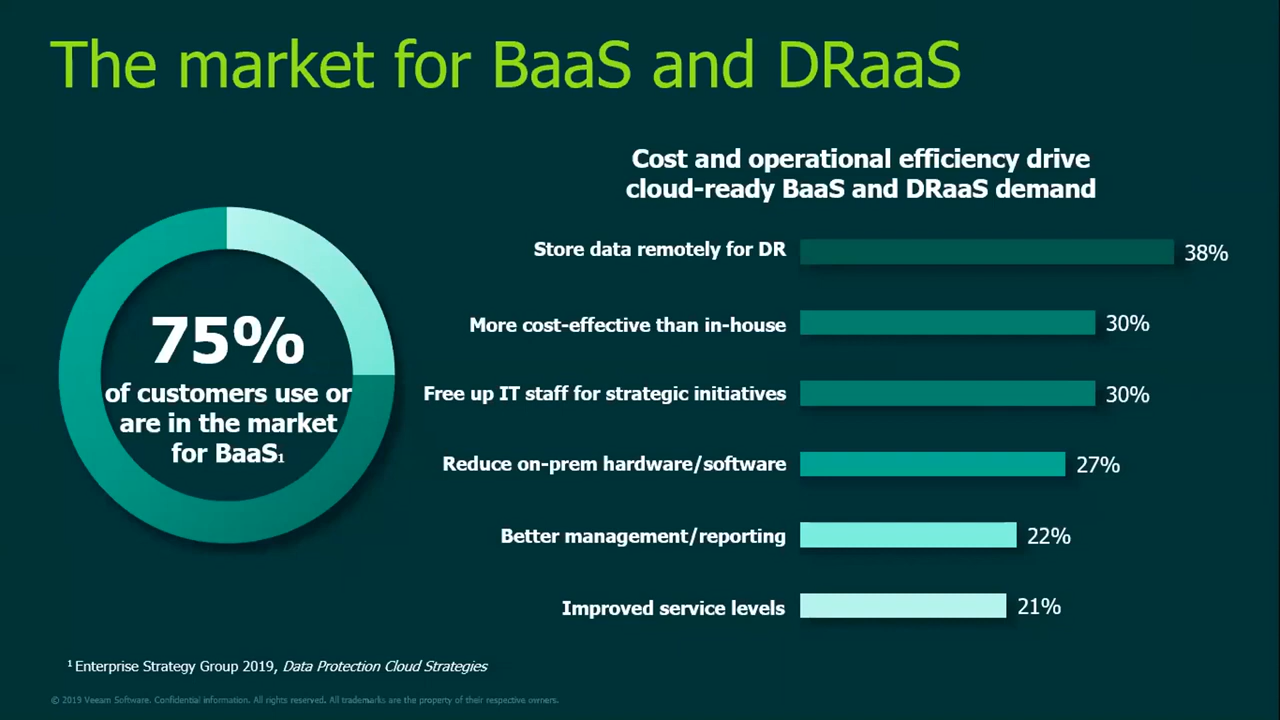 The market for BaaS and DRaaS
Cost and operational efficiency drive
cloud-ready BaaS and DRaaS demand
75%
of customers use or
are in the market
for BaaS₁
Store data remotely for DR 38%
More cost-effective than in-house 30%
Free up IT staff for strategic initiatives 30%
Reduce on-prem hardware/software 27%
Better management/reporting 22%
Improved service levels 21%
¹ Enterprise Strategy Group 2019, Data Protection Cloud Strategies
© 2019 Veeam Software. Confidential information. All rights reserved. All trademarks are the property of their respective owners.